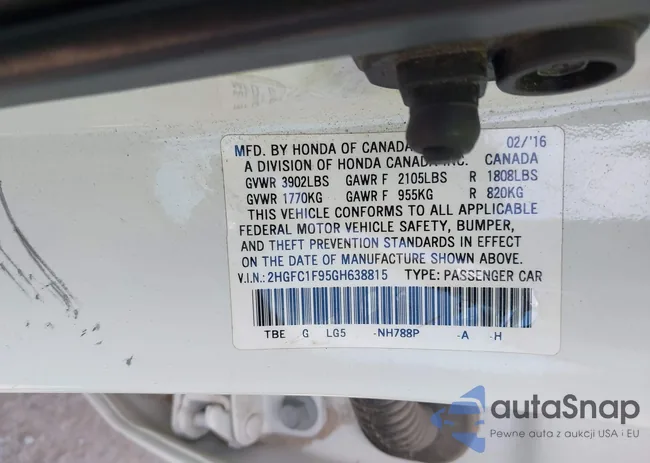 02/'16
MFD. BY HONDA OF CANADA
A DIVISION OF HONDA CANADA INC. CANADA
GVWR 3902LBS GAWR F 2105LBS R 1808LBS
GVWR 1770KG GAWR F 955KG R 820KG
THIS VEHICLE CONFORMS TO ALL APPLICABLE
FEDERAL MOTOR VEHICLE SAFETY, BUMPER,
AND THEFT PREVENTION STANDARDS IN EFFECT
ON THE DATE OF MANUFACTURE SHOWN ABOVE.
V.I.N.: 2HGFC1F95GH638815 TYPE: PASSENGER CAR
TBE G LG5 -NH788P -A -H
autaSnap
Pewne auta z aukcji USA i EU